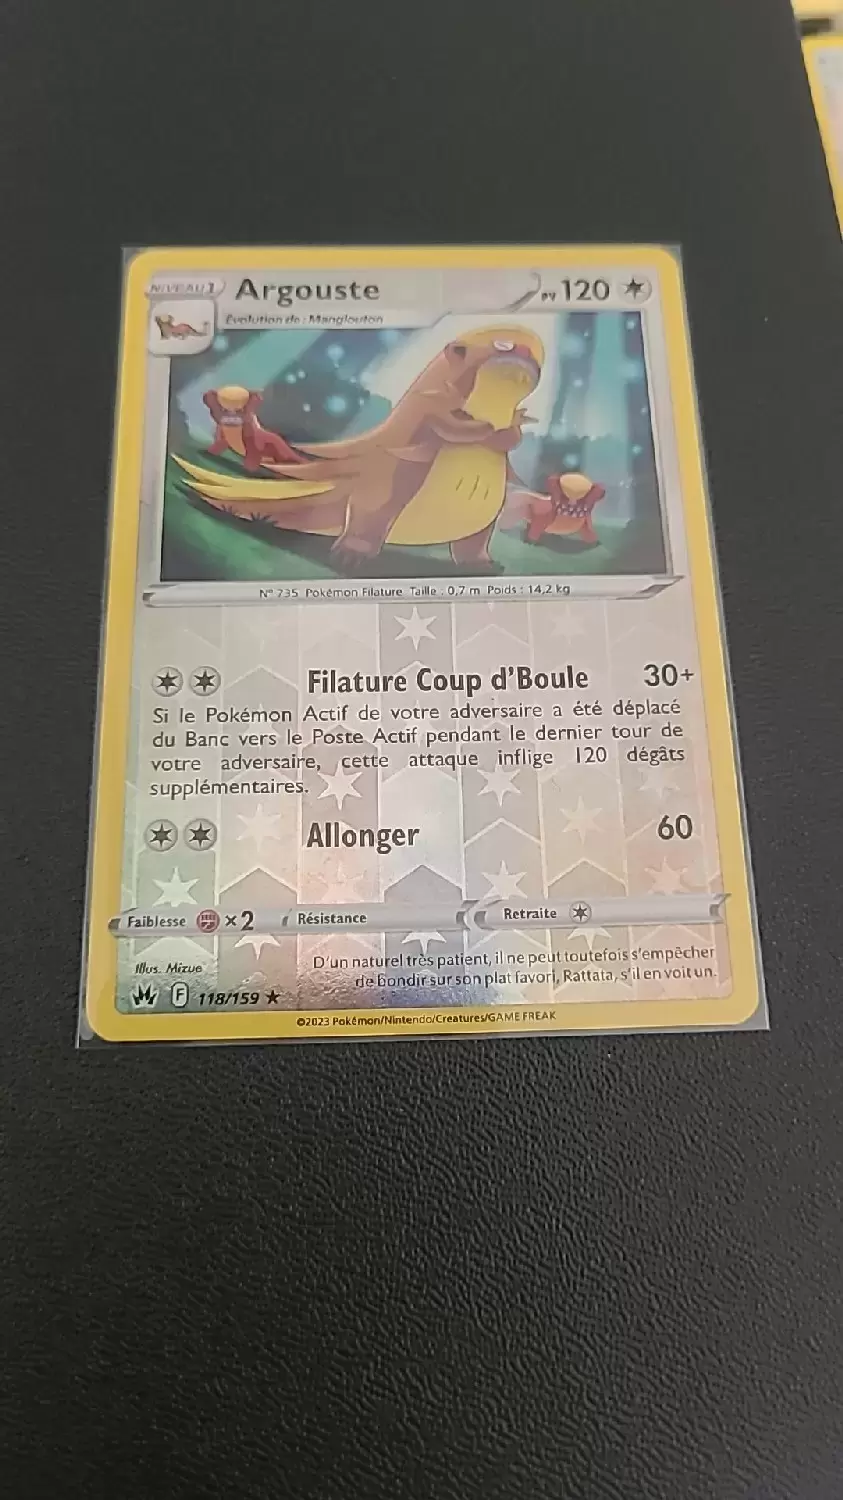 NIVEAU 1 Argouste PV 120
Évolution de : Manglouton
N° 735 Pokémon Filature Taille : 0,7 m Poids : 14,2 kg
Filature Coup d'Boule 30+
Si le Pokémon Actif de votre adversaire a été déplacé
du Banc vers le Poste Actif pendant le dernier tour de
votre adversaire, cette attaque inflige 120 dégâts
supplémentaires.
Allonger 60
Faiblesse ×2 Résistance Retraite
Illus. Mizue
D'un naturel très patient, il ne peut toutefois s'empêcher
de bondir sur son plat favori, Rattata, s'il en voit un.
F 118/159 ★
©2023 Pokémon/Nintendo/Creatures/GAME FREAK